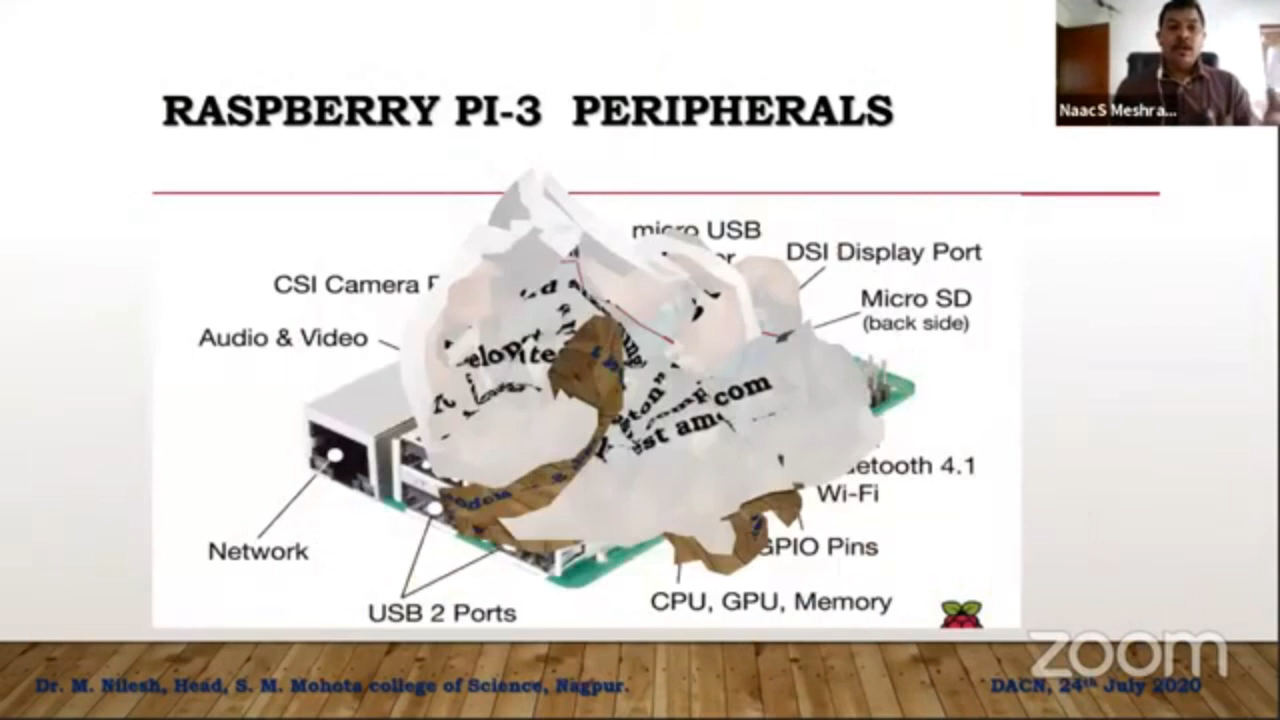 NaacS Meshra...
RASPBERRY PI-3 PERIPHERALS
micro USB
DSI Display Port
CSI Camera
Micro SD
(back side)
Audio & Video
com
4.1
Wi-Fi
Network
GPIO Pins
CPU, GPU, Memory
USB 2 Ports
zoom
Dr. M. Nilesh, Head, S. M. Mohota college of Science, Nagpur.
DACN, 24th July 2020